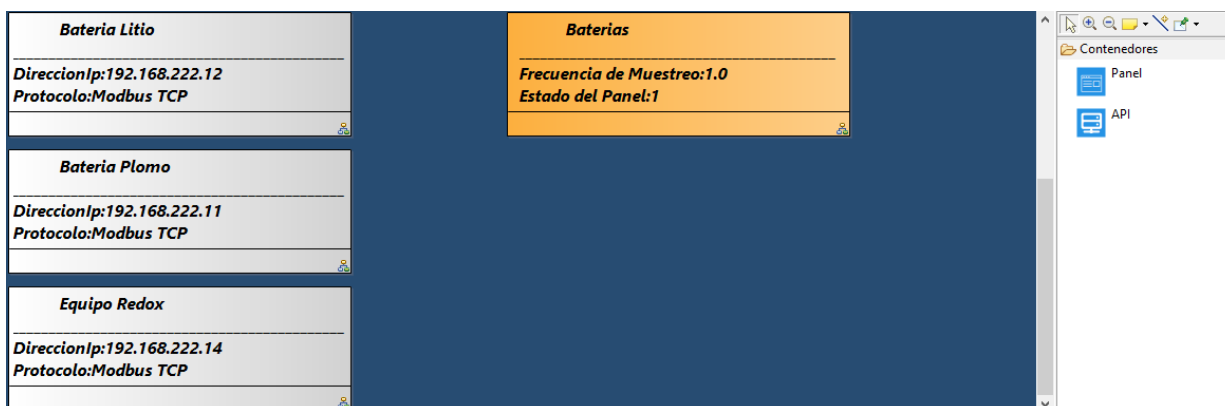 Bateria Litio
DireccionIp:192.168.222.12
Protocolo:Modbus TCP
Bateria Plomo
DireccionIp:192.168.222.11
Protocolo:Modbus TCP
Equipo Redox
DireccionIp:192.168.222.14
Protocolo:Modbus TCP
Baterias
Frecuencia de Muestreo:1.0
Estado del Panel:1
Contenedores
Panel
API